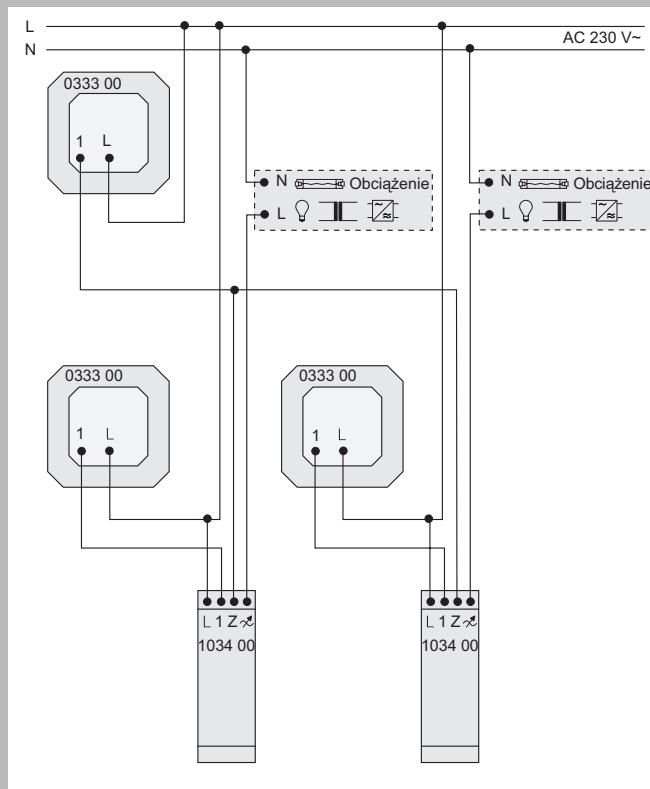 L
N
AC 230 V~
0333 00
1 L
N Obciążenie
L
N Obciążenie
L
0333 00
1 L
0333 00
1 L
L 1 Z
1034 00
L 1 Z
1034 00